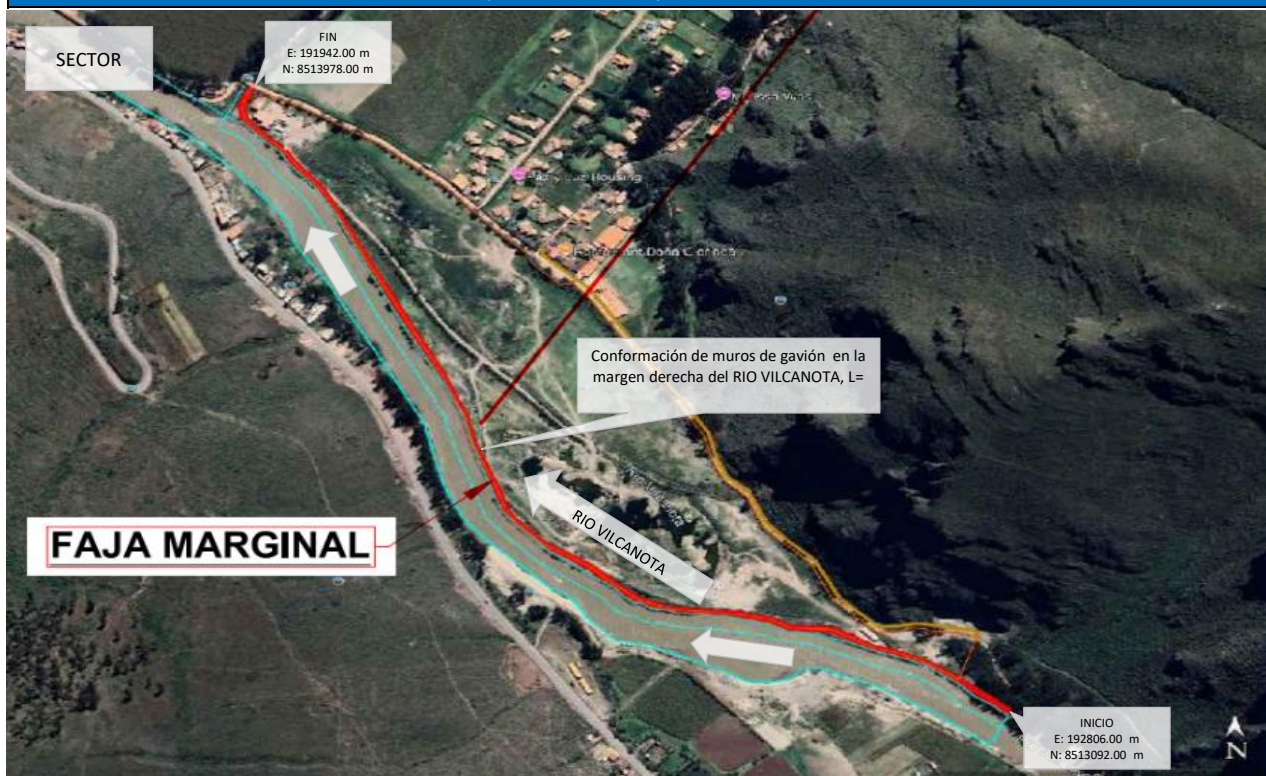 SECTOR
FIN
E: 191942.00 m
N: 8513978.00 m
Conformación de muros de gavión en la
margen derecha del RIO VILCANOTA, L=
RIO VILCANOTA
FAJA MARGINAL
INICIO
E: 192806.00 m
N: 8513092.00 m
N